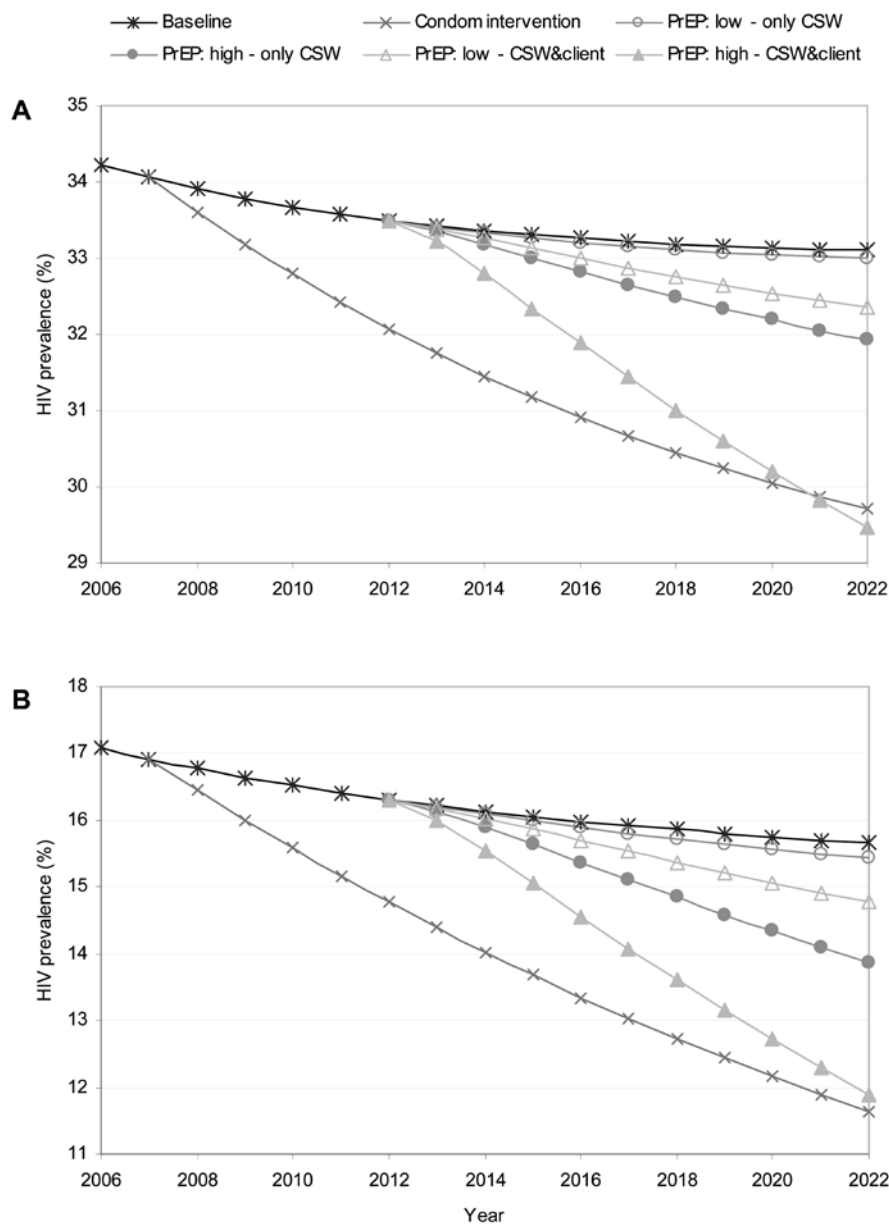 Baseline Condom intervention PrEP: low - only CSW
PrEP: high - only CSW PrEP: low - CSW&client PrEP: high - CSW&client
A
35
34
33
32
31
30
29
HIV prevalence (%)
2006 2008 2010 2012 2014 2016 2018 2020 2022
B
18
17
16
15
14
13
12
11
HIV prevalence (%)
2006 2008 2010 2012 2014 2016 2018 2020 2022
Year